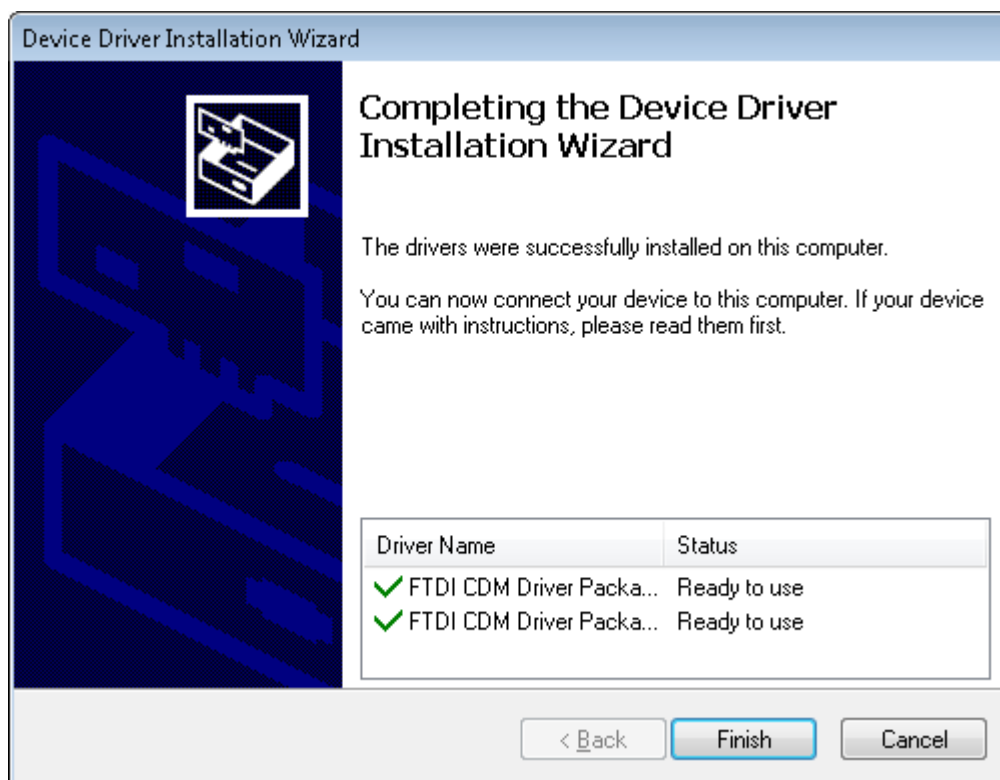 Device Driver Installation Wizard
Completing the Device Driver
Installation Wizard
The drivers were successfully installed on this computer.
You can now connect your device to this computer. If your device
came with instructions, please read them first.
Driver Name Status
FTDI CDM Driver Packa... Ready to use
FTDI CDM Driver Packa... Ready to use
< Back Finish Cancel